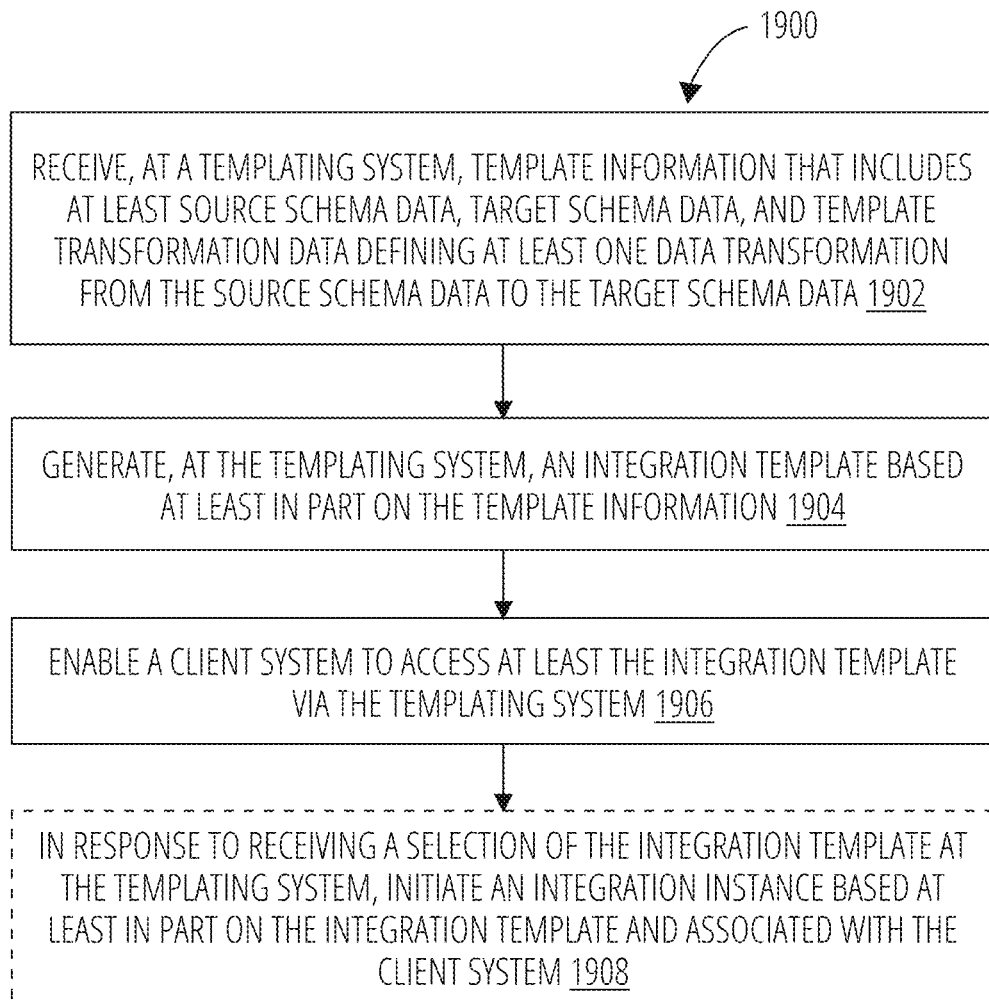 1900
RECEIVE, AT A TEMPLATING SYSTEM, TEMPLATE INFORMATION THAT INCLUDES
AT LEAST SOURCE SCHEMA DATA, TARGET SCHEMA DATA, AND TEMPLATE
TRANSFORMATION DATA DEFINING AT LEAST ONE DATA TRANSFORMATION
FROM THE SOURCE SCHEMA DATA TO THE TARGET SCHEMA DATA 1902
GENERATE, AT THE TEMPLATING SYSTEM, AN INTEGRATION TEMPLATE BASED
AT LEAST IN PART ON THE TEMPLATE INFORMATION 1904
ENABLE A CLIENT SYSTEM TO ACCESS AT LEAST THE INTEGRATION TEMPLATE
VIA THE TEMPLATING SYSTEM 1906
IN RESPONSE TO RECEIVING A SELECTION OF THE INTEGRATION TEMPLATE AT
THE TEMPLATING SYSTEM, INITIATE AN INTEGRATION INSTANCE BASED AT
LEAST IN PART ON THE INTEGRATION TEMPLATE AND ASSOCIATED WITH THE
CLIENT SYSTEM 1908